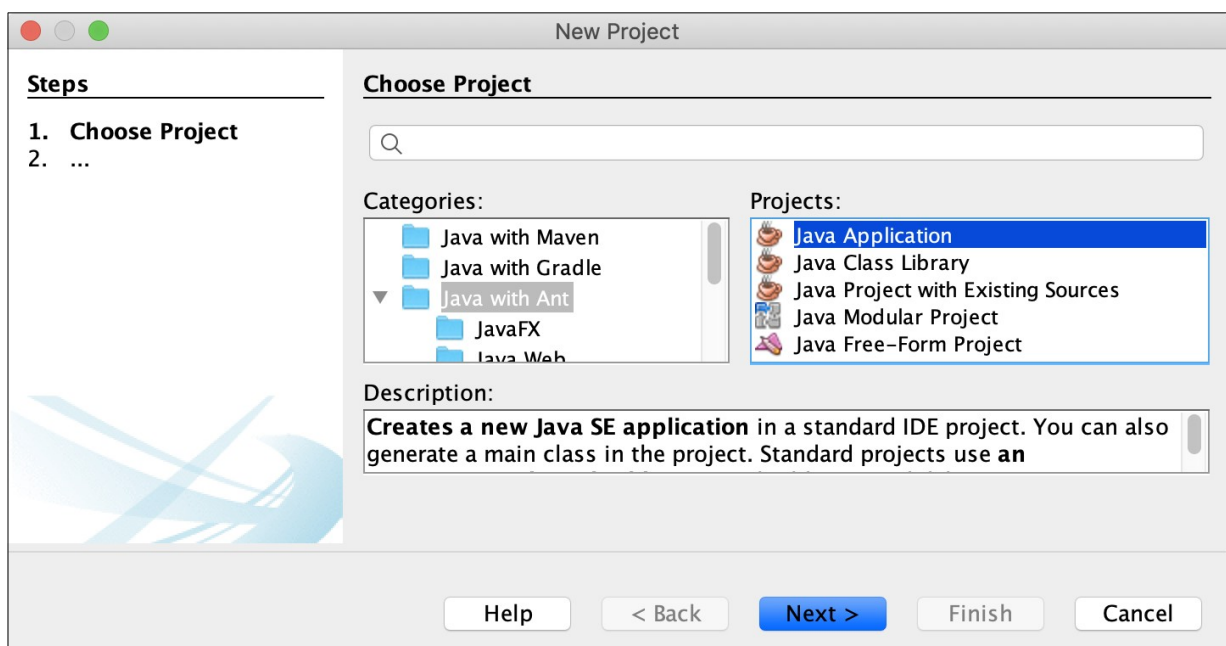 New Project
Steps
1. Choose Project
2. ...
Choose Project
Categories:
Java with Maven
Java with Gradle
Java with Ant
JavaFX
Java Web
Projects:
Java Application
Java Class Library
Java Project with Existing Sources
Java Modular Project
Java Free-Form Project
Description:
Creates a new Java SE application in a standard IDE project. You can also
generate a main class in the project. Standard projects use an
Help
< Back
Next >
Finish
Cancel